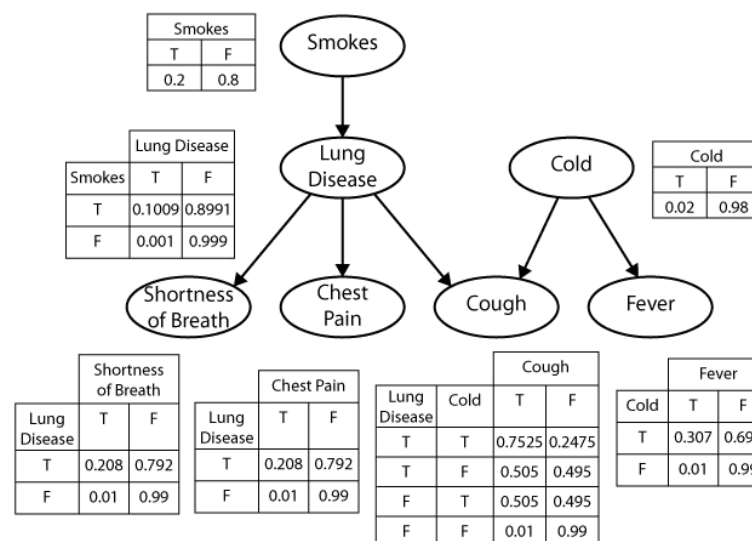 Smokes
T F
0.2 0.8
Smokes
Lung Disease
Smokes T F
T 0.1009 0.8991
F 0.001 0.999
Lung
Disease
Cold
Cold
T F
0.02 0.98
Shortness
of Breath
Chest
Pain
Cough
Fever
Shortness
of Breath
Lung
Disease
T F
T 0.208 0.792
F 0.01 0.99
Chest Pain
Lung
Disease
T F
T 0.208 0.792
F 0.01 0.99
Cough
Lung
Disease
Cold T F
T T 0.7525 0.2475
T F 0.505 0.495
F T 0.505 0.495
F F 0.01 0.99
Fever
Cold T F
T 0.307 0.69
F 0.01 0.99